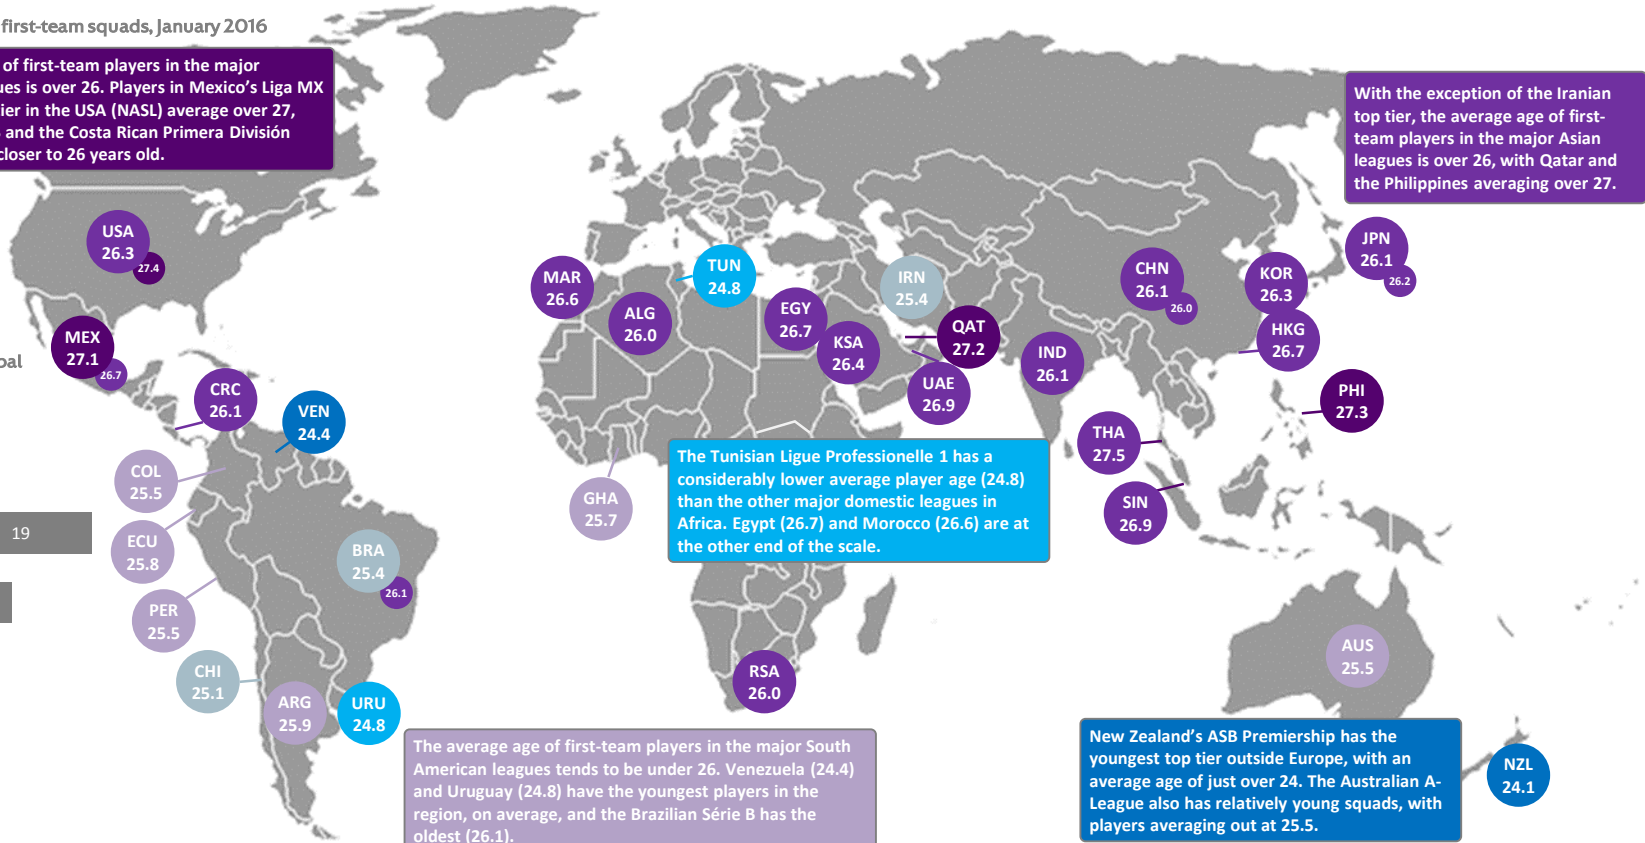 first-team squads, January 2016
of first-team players in the major
ues is over 26. Players in Mexico's Liga MX
ier in the USA (NASL) average over 27,
and the Costa Rican Primera División
closer to 26 years old.
With the exception of the Iranian
top tier, the average age of first-
team players in the major Asian
leagues is over 26, with Qatar and
the Philippines averaging over 27.
USA
26.3
27.4
MEX
27.1
26.7
oal
CRC
26.1
VEN
24.4
COL
25.5
19
ECU
25.8
BRA
25.4
26.1
PER
25.5
CHI
25.1
ARG
25.9
URU
24.8
MAR
26.6
ALG
26.0
TUN
24.8
EGY
26.7
KSA
26.4
IRN
25.4
QAT
27.2
UAE
26.9
IND
26.1
CHN
26.1
26.0
KOR
26.3
JPN
26.1
26.2
HKG
26.7
PHI
27.3
THA
27.5
SIN
26.9
GHA
25.7
The Tunisian Ligue Professionelle 1 has a
considerably lower average player age (24.8)
than the other major domestic leagues in
Africa. Egypt (26.7) and Morocco (26.6) are at
the other end of the scale.
RSA
26.0
AUS
25.5
The average age of first-team players in the major South
American leagues tends to be under 26. Venezuela (24.4)
and Uruguay (24.8) have the youngest players in the
region, on average, and the Brazilian Série B has the
oldest (26.1).
New Zealand's ASB Premiership has the
youngest top tier outside Europe, with an
average age of just over 24. The Australian A-
League also has relatively young squads, with
players averaging out at 25.5.
NZL
24.1